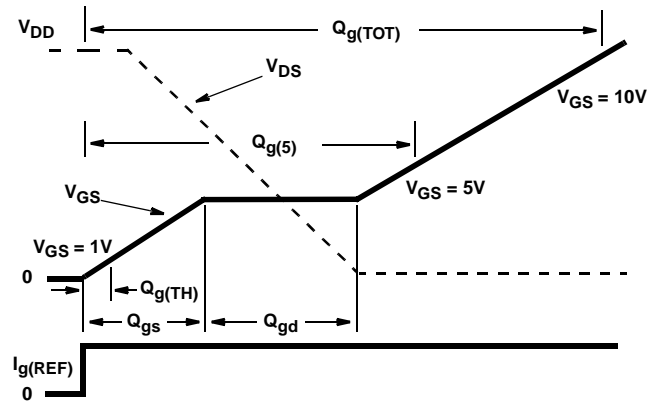 V_DD
Q_g(TOT)
V_DS
V_GS = 10V
Q_g(5)
V_GS
V_GS = 5V
V_GS = 1V
0
Q_g(TH)
Q_gs
Q_gd
I_g(REF)
0